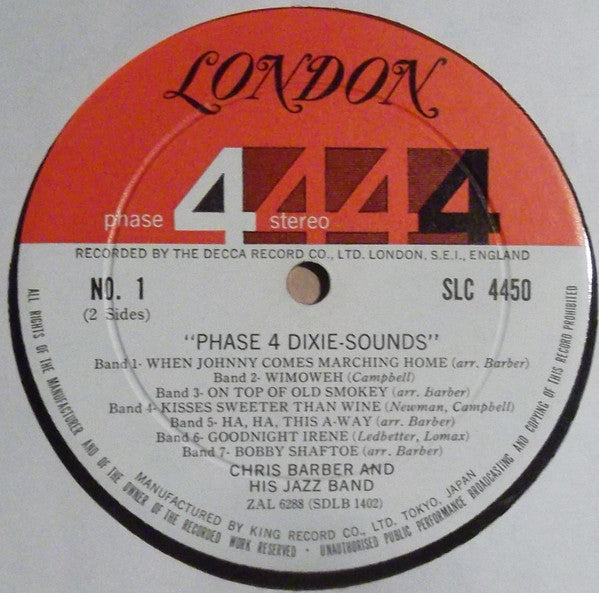 LONDON
phase 4 stereo 4 4 4
RECORDED BY THE DECCA RECORD CO., LTD. LONDON, S.E.I., ENGLAND
NO. 1
(2 Sides)
SLC 4450
"PHASE 4 DIXIE-SOUNDS"
Band 1- WHEN JOHNNY COMES MARCHING HOME (arr. Barber)
Band 2- WIMOWEH (Campbell)
Band 3- ON TOP OF OLD SMOKEY (arr. Barber)
Band 4- KISSES SWEETER THAN WINE (Newman, Campbell)
Band 5- HA, HA, THIS A-WAY (arr. Barber)
Band 6- GOODNIGHT IRENE (Ledbetter, Lomax)
Band 7- BOBBY SHAFTOE (arr. Barber)
CHRIS BARBER AND
HIS JAZZ BAND
ZAL 6288 (SDLB 1402)
MANUFACTURED BY KING RECORD CO., LTD. TOKYO, JAPAN
ALL RIGHTS OF THE MANUFACTURER AND OF THE OWNER OF THE RECORDED WORK RESERVED · UNAUTHORISED PUBLIC PERFORMANCE BROADCASTING AND COPYING OF THIS RECORD PROHIBITED